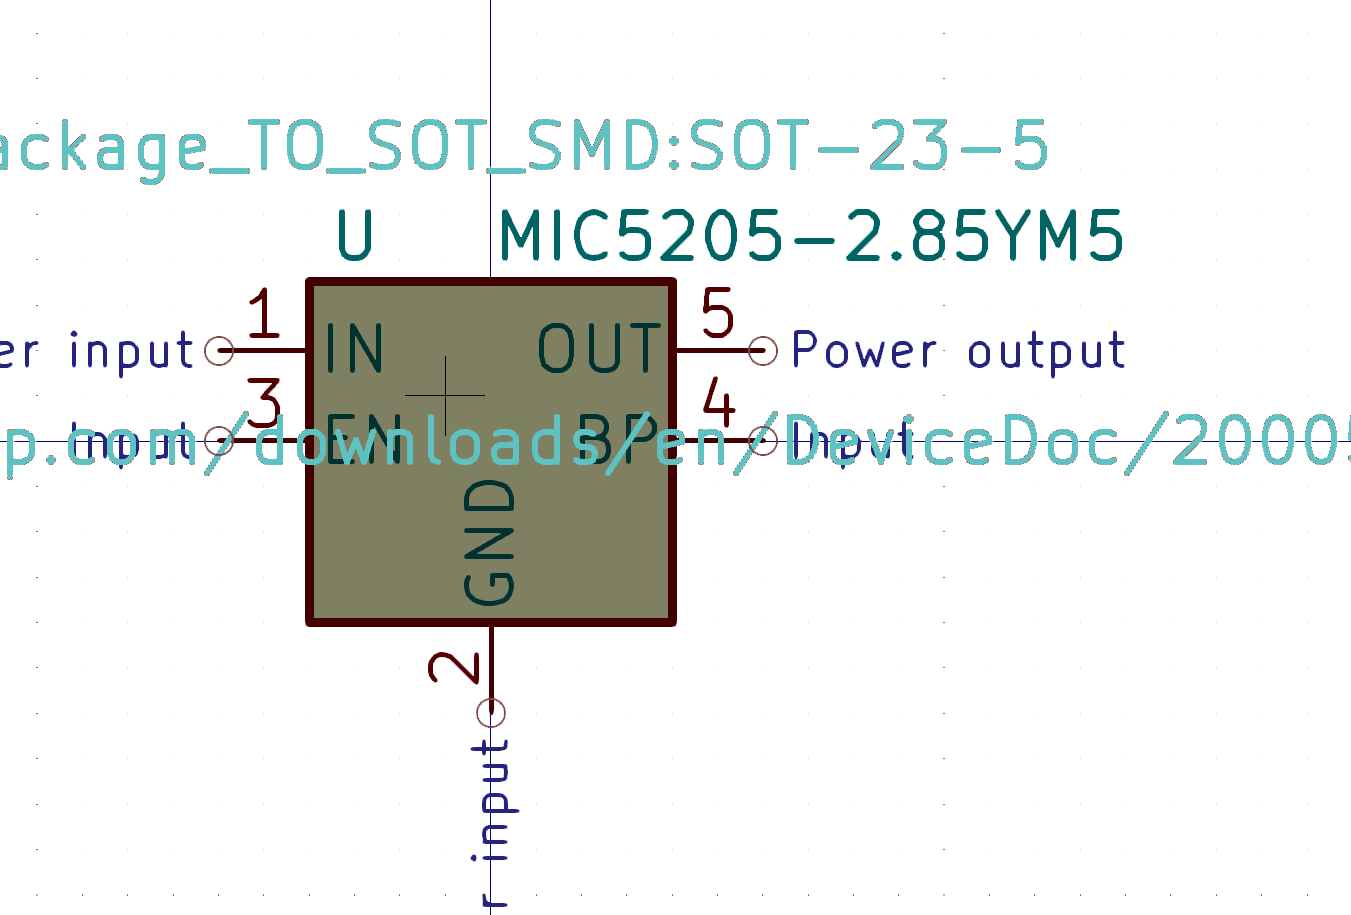 ackage_TO_SOT_SMD:SOT-23-5
U MIC5205-2.85YM5
1 5
er input IN OUT Power output
3 4
Input EN BP Input
p.com/downloads/en/DeviceDoc/20005
GND
2
r input